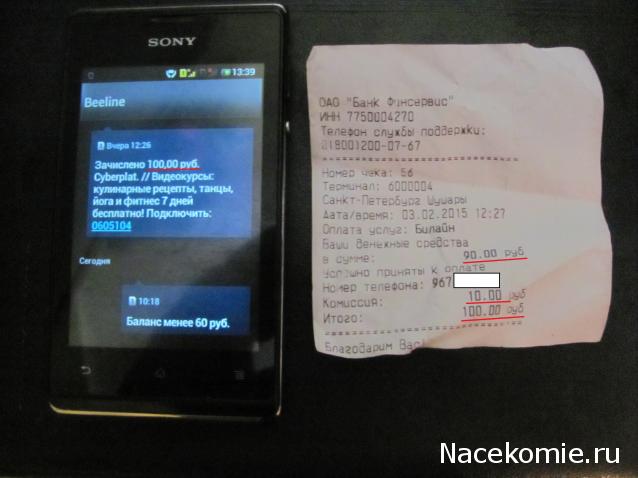 SONY
13:39
Beeline
Вчера 12:26
Зачислено 100,00 руб.
Cyberplat. // Видеокурсы:
кулинарные рецепты, танцы,
йога и фитнес 7 дней
бесплатно! Подключить:
0605104
Сегодня
10:18
Баланс менее 60 руб.
ОАО "Банк Финсервис"
ИНН 7750004270
Телефон службы поддержки:
018001200-07-67
Номер чека: 56
Терминал: 6000004
Санкт-Петербург Шушары
Дата/время: 03.02.2015 12:27
Оплата услуг: Билайн
Ваши денежные средства
в сумме: 90.00 руб
Успешно приняты к оплате
Номер телефона: 967
Комиссия: 10.00 руб
Итого: 100.00 руб
Благодарим Вас!
Nacekomie.ru